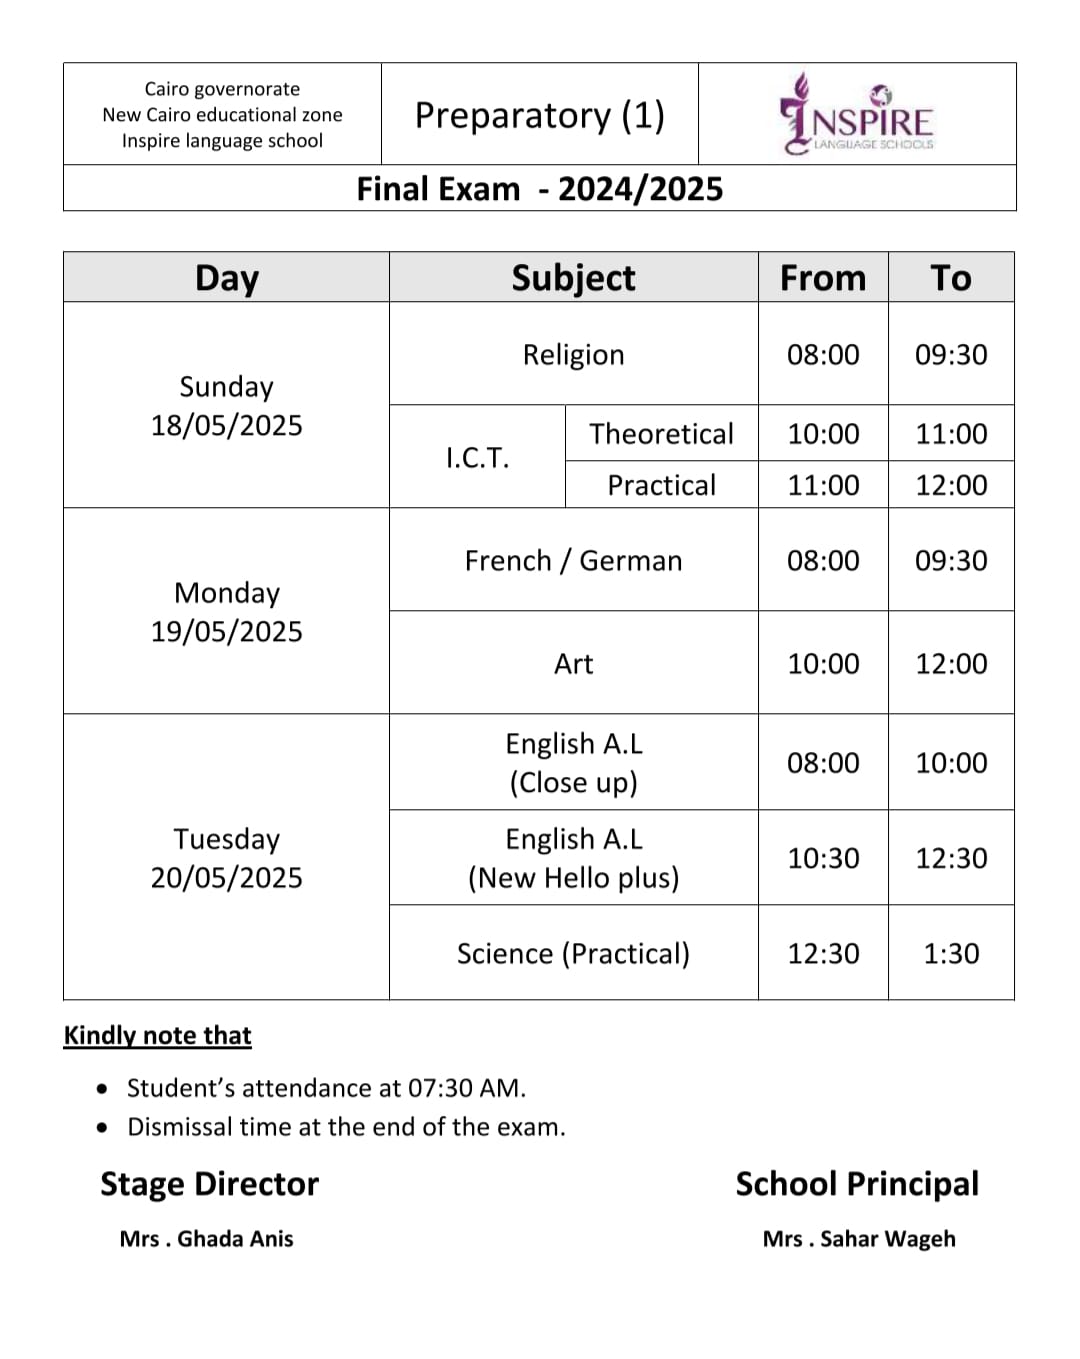 Cairo governorate
New Cairo educational zone
Inspire language school
Preparatory (1)
INSPIRE
LANGUAGE SCHOOLS
Final Exam - 2024/2025
Day Subject From To
Sunday
18/05/2025
Religion 08:00 09:30
I.C.T.
Theoretical 10:00 11:00
Practical 11:00 12:00
Monday
19/05/2025
French / German 08:00 09:30
Art 10:00 12:00
Tuesday
20/05/2025
English A.L
(Close up)
08:00 10:00
English A.L
(New Hello plus)
10:30 12:30
Science (Practical) 12:30 1:30
Kindly note that
• Student’s attendance at 07:30 AM.
• Dismissal time at the end of the exam.
Stage Director School Principal
Mrs . Ghada Anis Mrs . Sahar Wageh